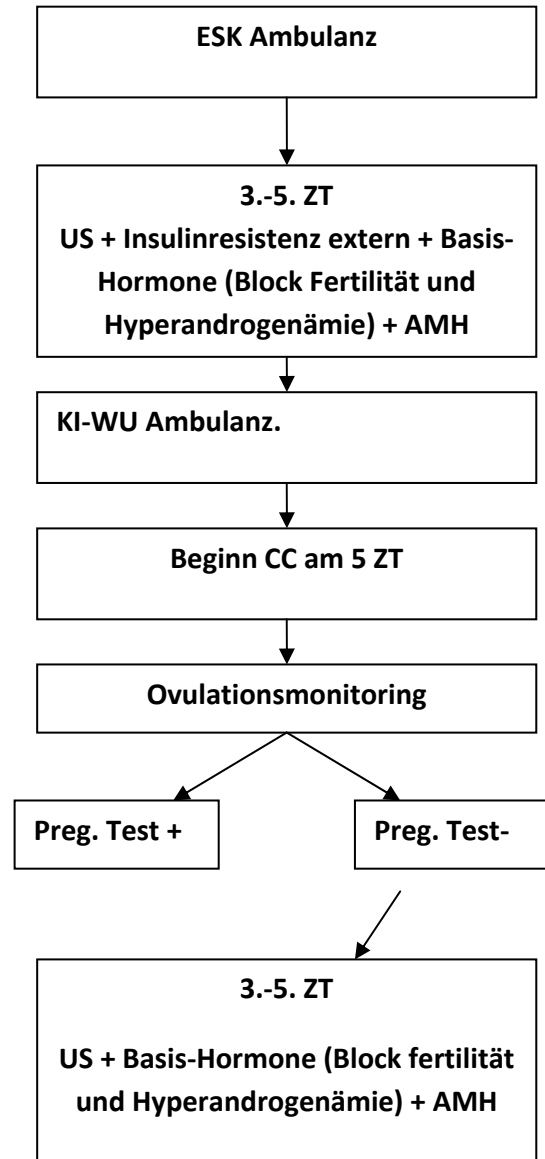 ESK Ambulanz
3.-5. ZT
US + Insulinresistenz extern + Basis-
Hormone (Block Fertilität und
Hyperandrogenämie) + AMH
KI-WU Ambulanz.
Beginn CC am 5 ZT
Ovulationsmonitoring
Preg. Test +
Preg. Test-
3.-5. ZT
US + Basis-Hormone (Block fertilität
und Hyperandrogenämie) + AMH